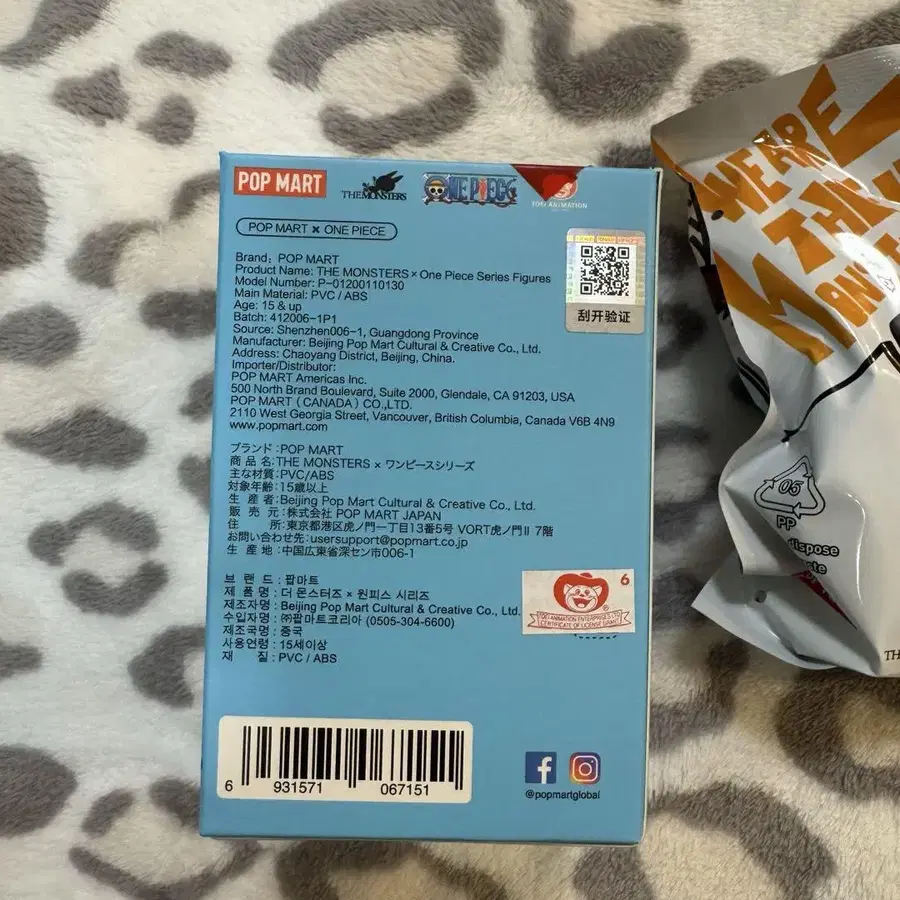 POP MART
THE MONSTERS
ONE PIECE
TOEI ANIMATION
POP MART × ONE PIECE
Brand: POP MART
Product Name: THE MONSTERS × One Piece Series Figures
Model Number: P-01200110130
Main Material: PVC / ABS
Age: 15 & up
Batch: 412006-1P1
Source: Shenzhen006-1, Guangdong Province
Manufacturer: Beijing Pop Mart Cultural & Creative Co., Ltd.
Address: Chaoyang District, Beijing, China.
Importer/Distributor:
POP MART Americas Inc.
500 North Brand Boulevard, Suite 2000, Glendale, CA 91203, USA
POP MART (CANADA) CO.,LTD.
2110 West Georgia Street, Vancouver, British Columbia, Canada V6B 4N9
www.popmart.com
刮开验证
ブランド:POP MART
商品名:THE MONSTERS × ワンピースシリーズ
主な材質:PVC/ABS
対象年齢:15歳以上
生産者:Beijing Pop Mart Cultural & Creative Co., Ltd.
販売元:株式会社 POP MART JAPAN
住所:東京都港区虎ノ門一丁目13番5号 VORT虎ノ門II 7階
お問い合わせ先:usersupport@popmart.co.jp
生産地:中国広東省深セン市006-1
브랜드:팝마트
제품명:더 몬스터즈 × 원피스 시리즈
제조자명:Beijing Pop Mart Cultural & Creative Co., Ltd.
수입자명:㈜팝마트코리아 (0505-304-6600)
제조국명:중국
사용연령:15세이상
재질:PVC / ABS
6
TOEI ANIMATION ENTERPRISES LTD.
CERTIFICATE OF LICENSE GRANT
6 931571 067151
@popmartglobal
WE ARE
THE
05
PP
TH